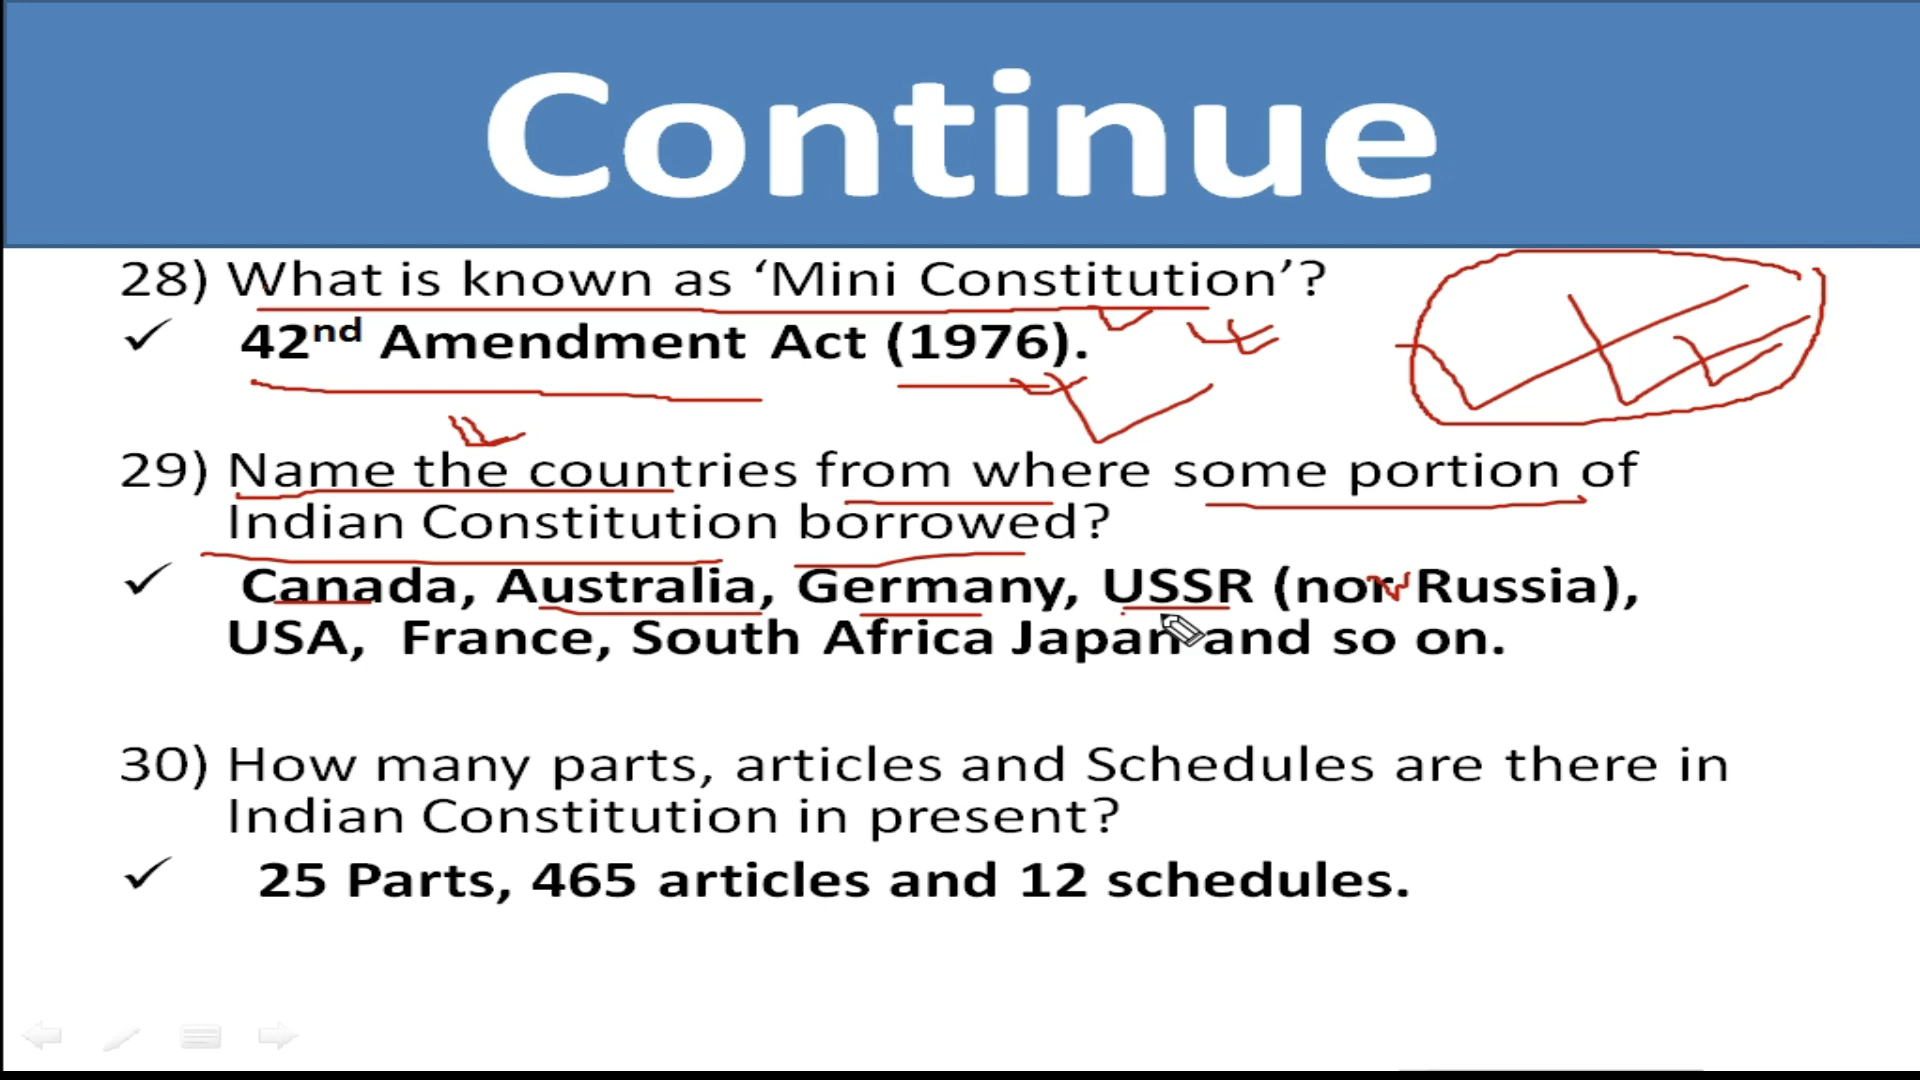 Continue
28) What is known as ‘Mini Constitution’?
✓ 42nd Amendment Act (1976).
29) Name the countries from where some portion of
Indian Constitution borrowed?
✓ Canada, Australia, Germany, USSR (nor Russia),
USA, France, South Africa Japan and so on.
30) How many parts, articles and Schedules are there in
Indian Constitution in present?
✓ 25 Parts, 465 articles and 12 schedules.